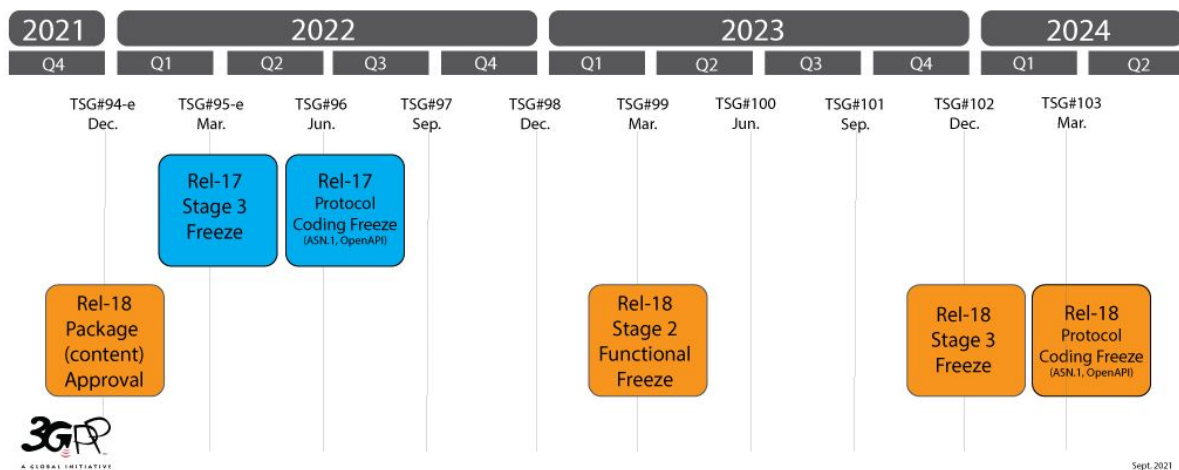 2021 2022 2023 2024
Q4 Q1 Q2 Q3 Q4 Q1 Q2 Q3 Q4 Q1 Q2
TSG#94-e TSG#95-e TSG#96 TSG#97 TSG#98 TSG#99 TSG#100 TSG#101 TSG#102 TSG#103
Dec. Mar. Jun. Sep. Dec. Mar. Jun. Sep. Dec. Mar.
Rel-17
Stage 3
Freeze
Rel-17
Protocol
Coding Freeze
(ASN.1, OpenAPI)
Rel-18
Package
(content)
Approval
Rel-18
Stage 2
Functional
Freeze
Rel-18
Stage 3
Freeze
Rel-18
Protocol
Coding Freeze
(ASN.1, OpenAPI)
3GPP
A GLOBAL INITIATIVE
Sept. 2021